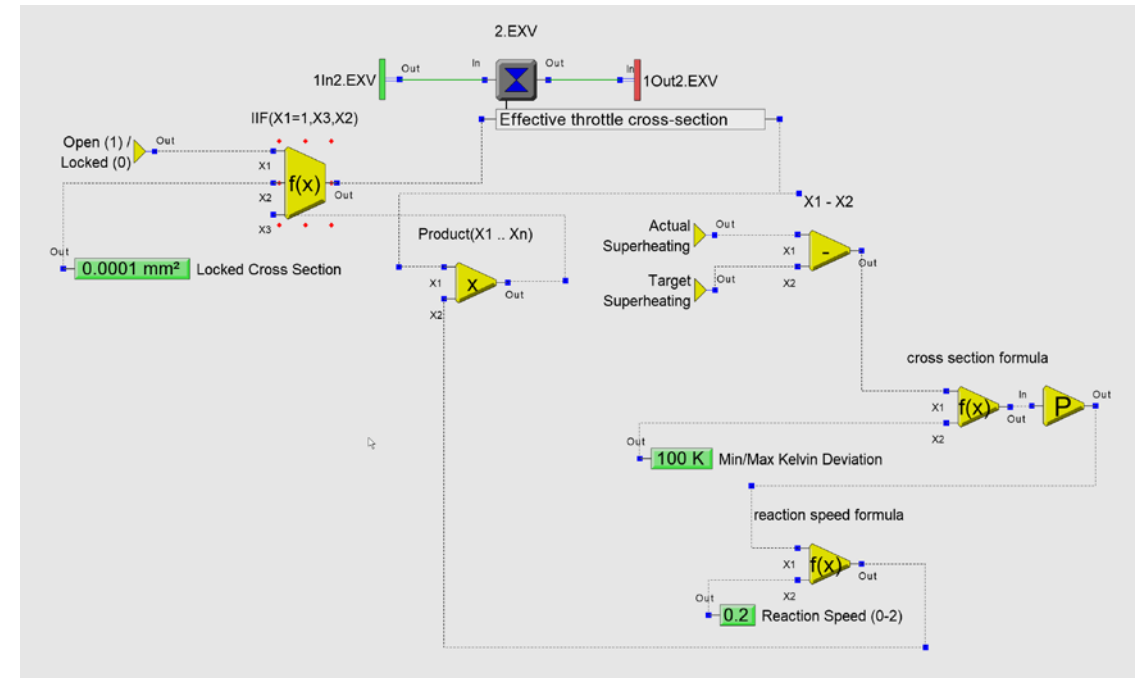 2.EXV
1In2.EXV
Out
In
Out
In
1Out2.EXV
IIF(X1=1,X3,X2)
Effective throttle cross-section
Open (1) /
Locked (0)
Out
X1
X2
X3
f(x)
Out
Out
0.0001 mm²
Locked Cross Section
Product(X1 .. Xn)
X1
X2
x
Out
X1 - X2
Actual
Superheating
Out
Target
Superheating
Out
X1
X2
-
Out
cross section formula
X1
X2
f(x)
Out
In
P
Out
Out
100 K
Min/Max Kelvin Deviation
reaction speed formula
X1
X2
f(x)
Out
Out
0.2
Reaction Speed (0-2)